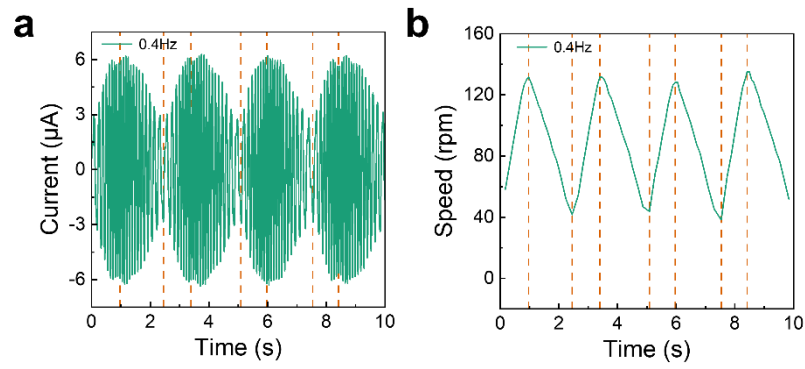 a
0.4Hz
Current (μA)
6
3
0
-3
-6
0 2 4 6 8 10
Time (s)
b
0.4Hz
Speed (rpm)
160
120
80
40
0
0 2 4 6 8 10
Time (s)